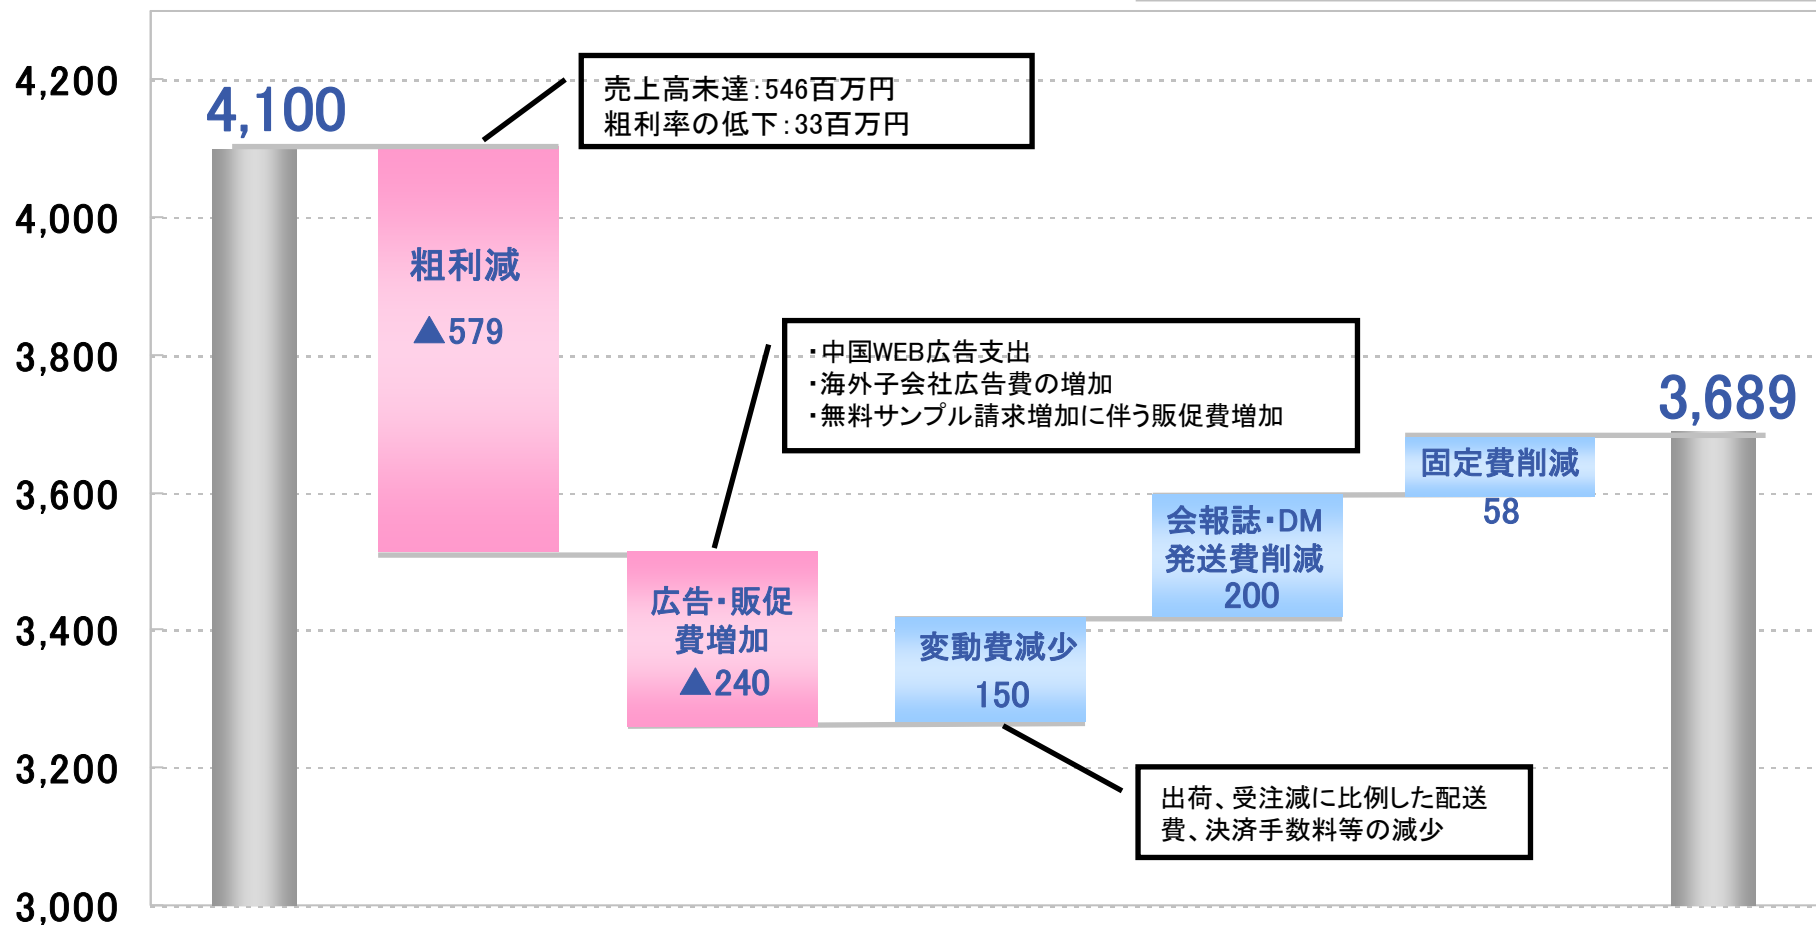 4,200
4,000
3,800
3,600
3,400
3,200
3,000
4,100
売上高未達:546百万円
粗利率の低下:33百万円
粗利減
▲579
・中国WEB広告支出
・海外子会社広告費の増加
・無料サンプル請求増加に伴う販促費増加
広告・販促
費増加
▲240
変動費減少
150
出荷、受注減に比例した配送
費、決済手数料等の減少
会報誌・DM
発送費削減
200
固定費削減
58
3,689